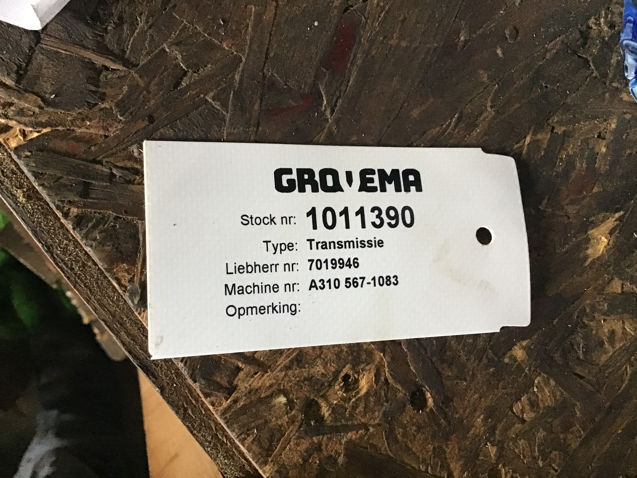 GROVEMA
Stock nr: 1011390
Type: Transmissie
Liebherr nr: 7019946
Machine nr: A310 567-1083
Opmerking: